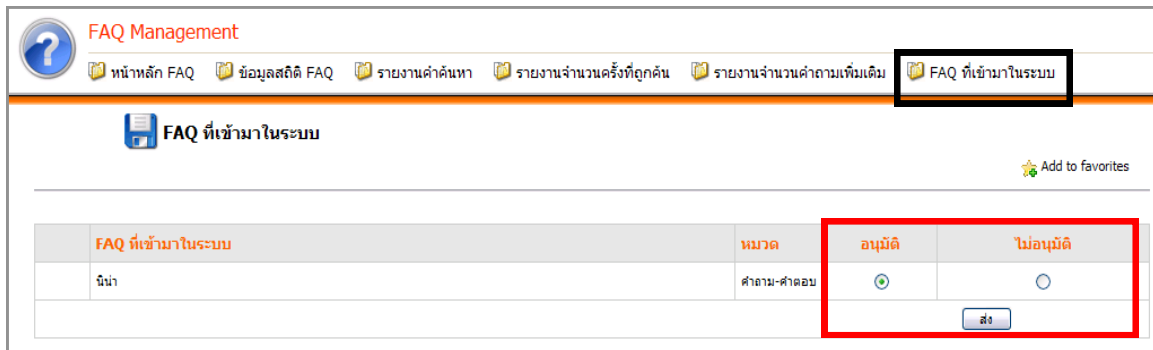 FAQ Management
หน้าหลัก FAQ ข้อมูลสถิติ FAQ รายงานคำค้นหา รายงานจำนวนครั้งที่ถูกค้น รายงานจำนวนคำถามเพิ่มเติม FAQ ที่เข้ามาในระบบ
FAQ ที่เข้ามาในระบบ
Add to favorites
FAQ ที่เข้ามาในระบบ หมวด อนุมัติ ไม่อนุมัติ
นิน่า คำถาม-คำตอบ
ส่ง